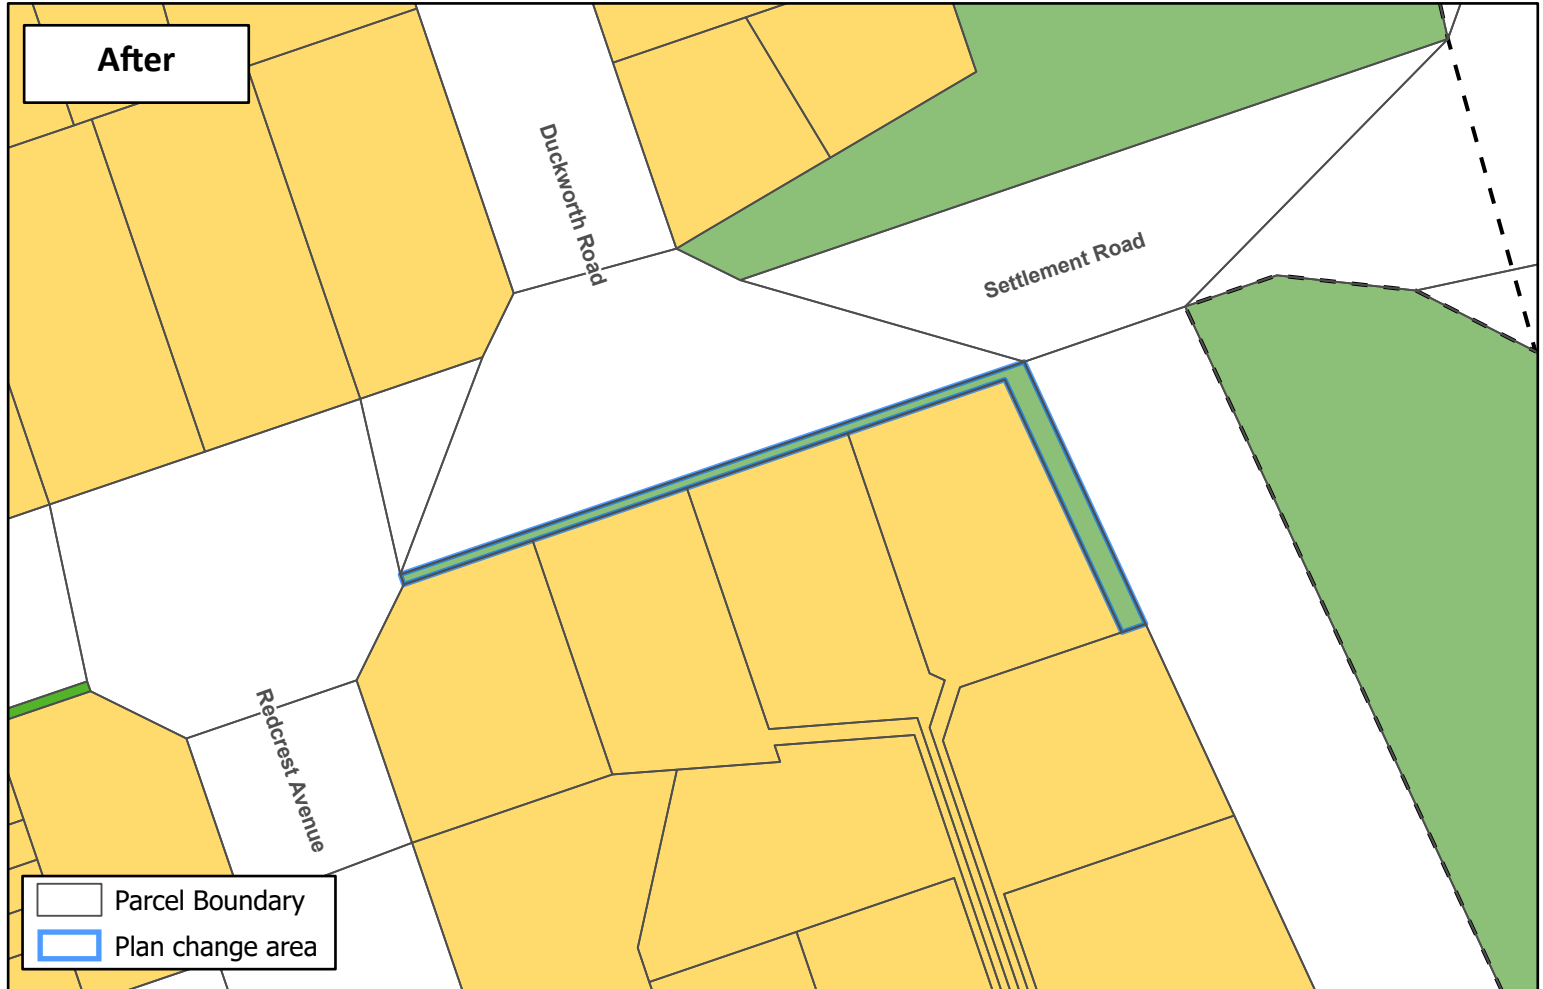 After
Duckworth Road
Settlement Road
Redcrest Avenue
Parcel Boundary
Plan change area